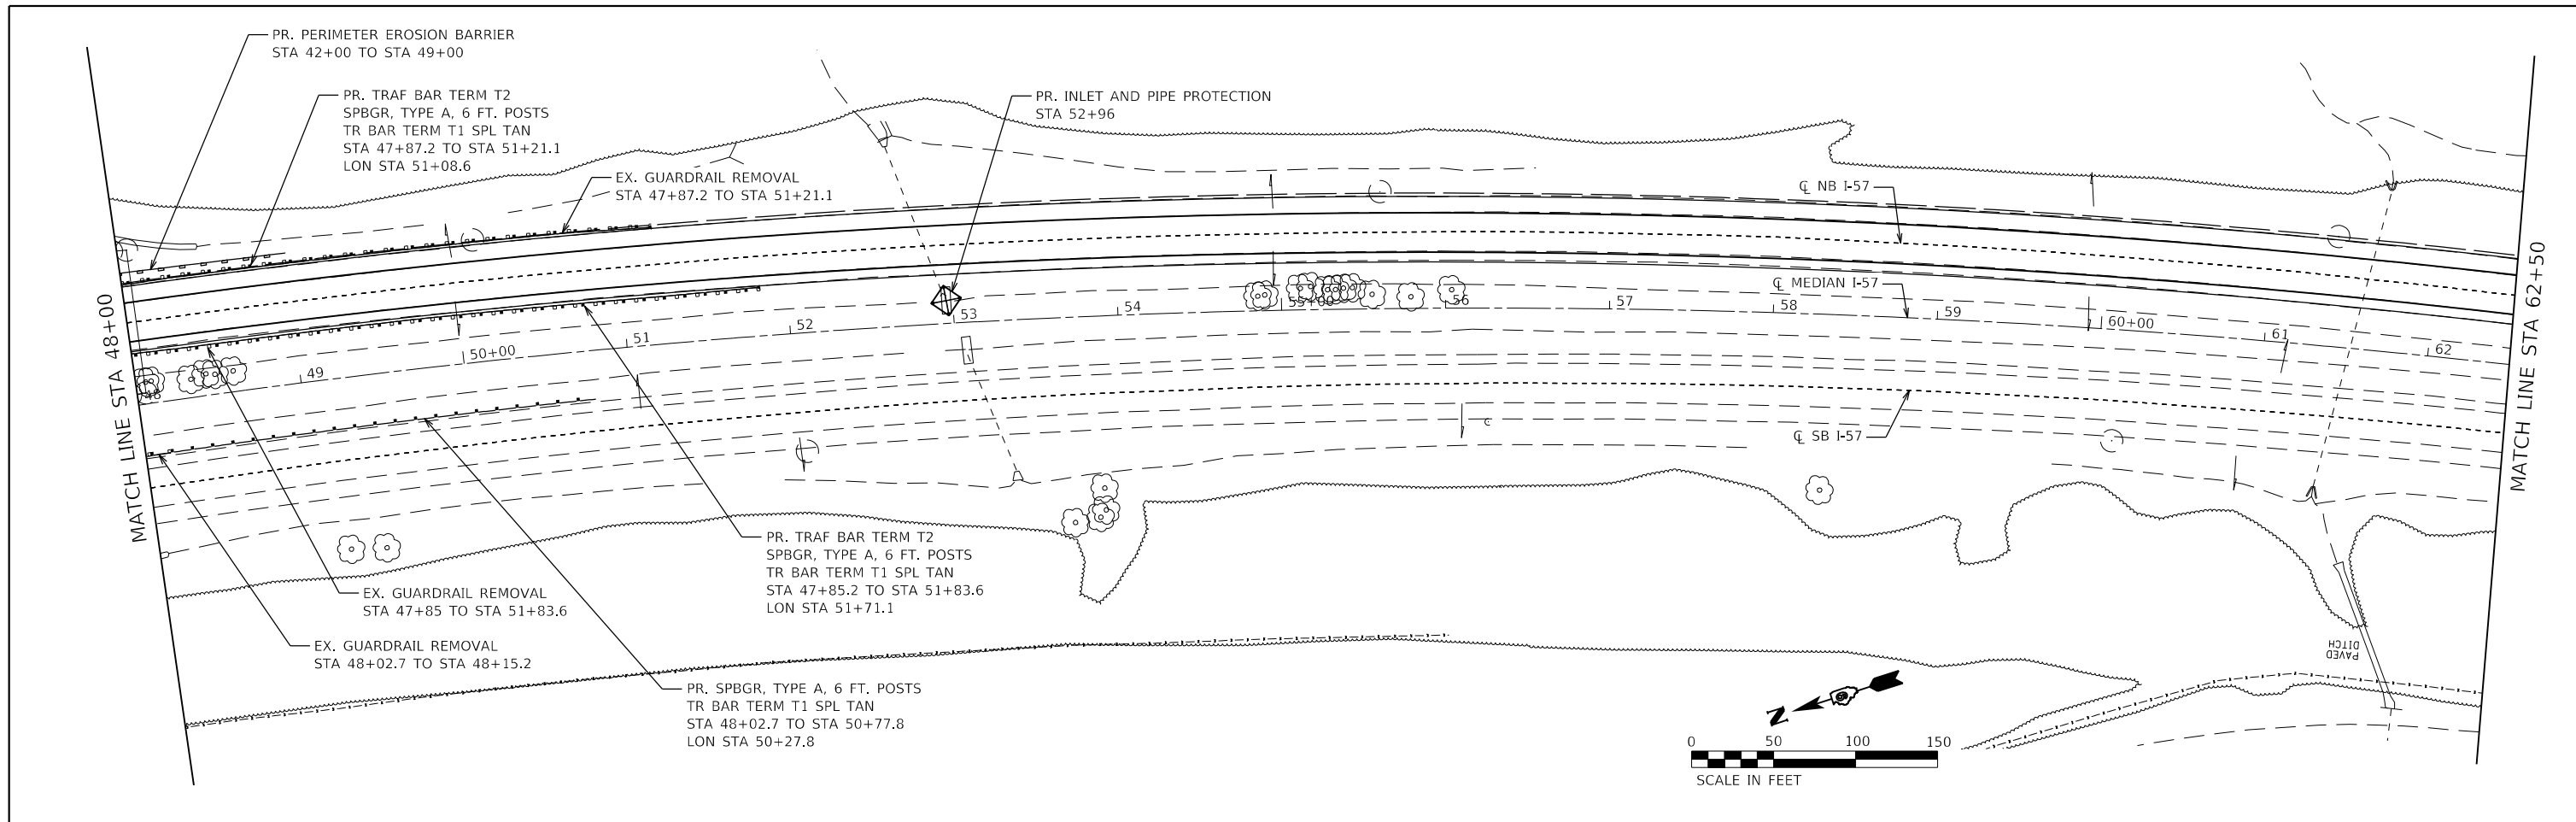 PR. PERIMETER EROSION BARRIER
STA 42+00 TO STA 49+00
PR. TRAF BAR TERM T2
SPBGR, TYPE A, 6 FT. POSTS
TR BAR TERM T1 SPL TAN
STA 47+87.2 TO STA 51+21.1
LON STA 51+08.6
EX. GUARDRAIL REMOVAL
STA 47+87.2 TO STA 51+21.1
PR. INLET AND PIPE PROTECTION
STA 52+96
℄ NB I-57
℄ MEDIAN I-57
℄ SB I-57
MATCH LINE STA 48+00
MATCH LINE STA 62+50
48
49
50+00
51
52
53
54
55+00
56
57
58
59
60+00
61
62
C
PR. TRAF BAR TERM T2
SPBGR, TYPE A, 6 FT. POSTS
TR BAR TERM T1 SPL TAN
STA 47+85.2 TO STA 51+83.6
LON STA 51+71.1
EX. GUARDRAIL REMOVAL
STA 47+85 TO STA 51+83.6
EX. GUARDRAIL REMOVAL
STA 48+02.7 TO STA 48+15.2
PR. SPBGR, TYPE A, 6 FT. POSTS
TR BAR TERM T1 SPL TAN
STA 48+02.7 TO STA 50+77.8
LON STA 50+27.8
PAVED
DITCH
N
0 50 100 150
SCALE IN FEET